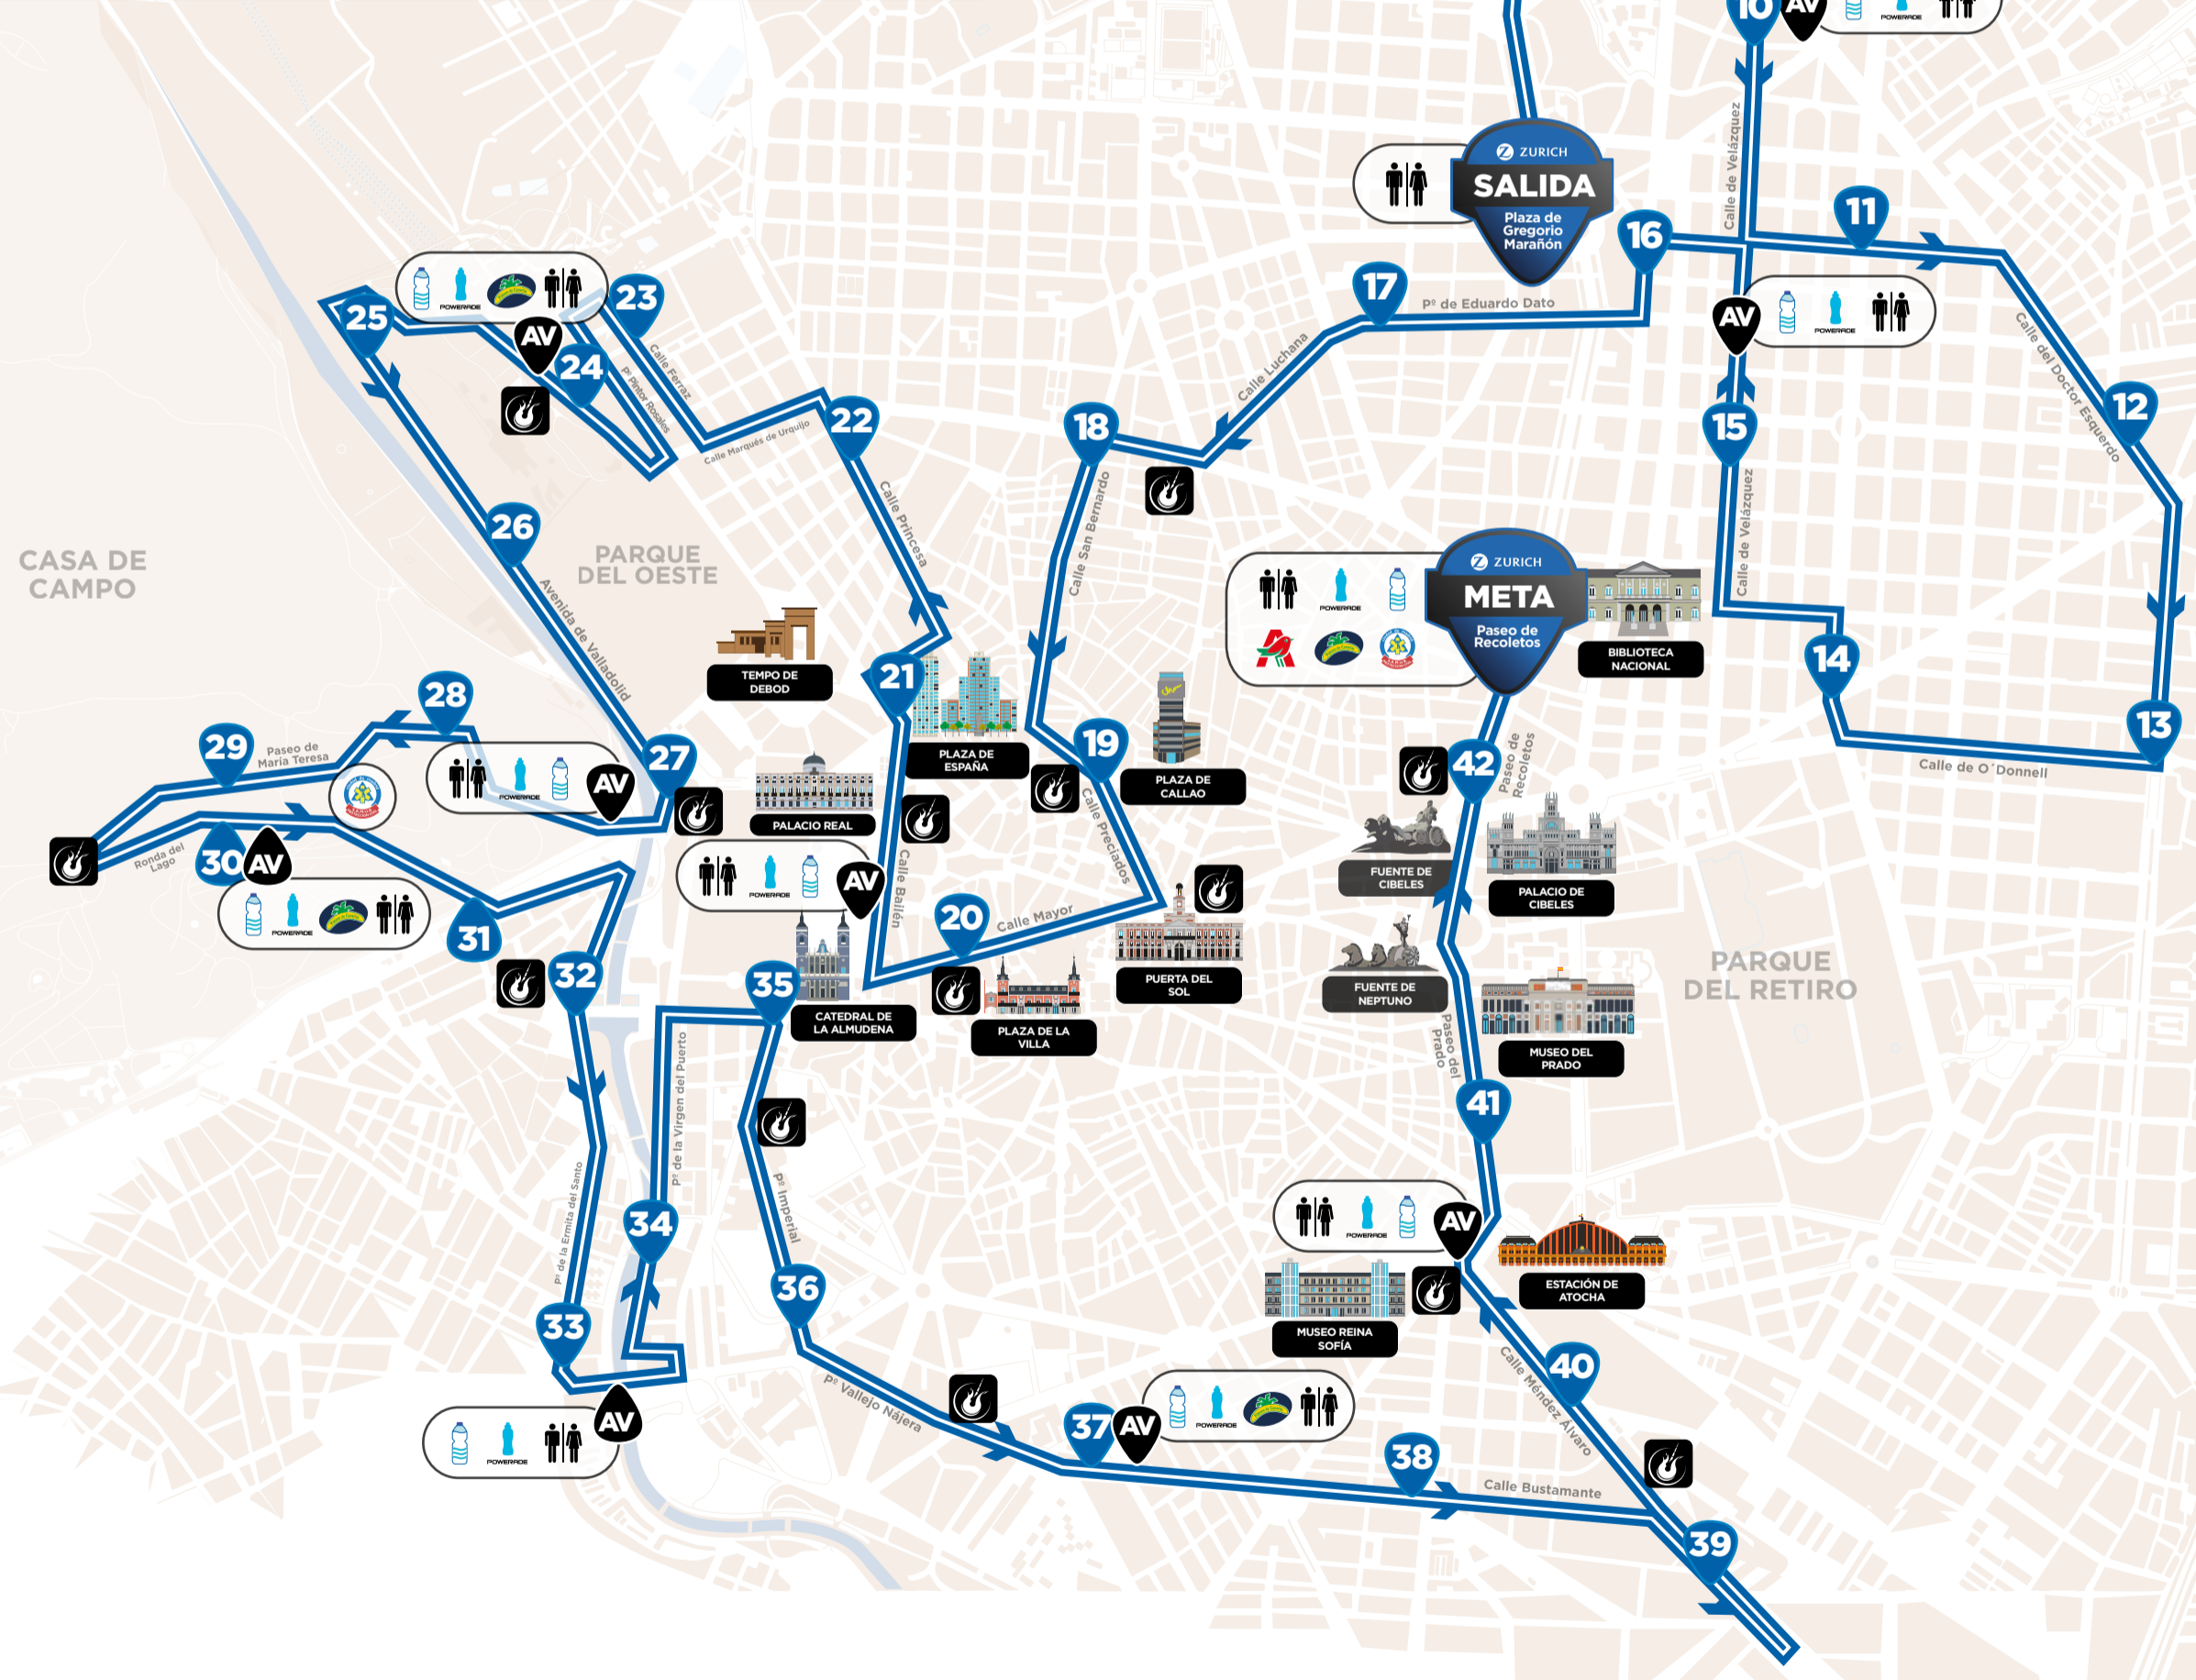 10
AV
POWERADE
Calle de Velázquez
ZURICH
SALIDA
Plaza de
Gregorio
Marañón
16
11
17
Pº de Eduardo Dato
AV
POWERADE
Calle del Doctor Esquerdo
12
15
Calle de Velázquez
Calle Luchana
18
Calle San Bernardo
POWERADE
23
25
AV
24
Calle Ferraz
Pº Pintor Rosales
22
Calle Marqués de Urquijo
Calle Princesa
26
Avenida de Valladolid
CASA DE
CAMPO
PARQUE
DEL OESTE
TEMPO DE
DEBOD
21
PLAZA DE
ESPAÑA
19
PLAZA DE
CALLAO
Calle Preciados
POWERADE
ZURICH
META
Paseo de
Recoletos
BIBLIOTECA
NACIONAL
14
13
Calle de O´Donnell
42
Paseo de
Recoletos
28
29
Paseo de
María Teresa
27
POWERADE
AV
PALACIO REAL
Ronda del
Lago
30
AV
POWERADE
31
POWERADE
AV
Calle Bailén
20
Calle Mayor
PUERTA DEL
SOL
FUENTE DE
CIBELES
PALACIO DE
CIBELES
FUENTE DE
NEPTUNO
PARQUE
DEL RETIRO
32
35
CATEDRAL DE
LA ALMUDENA
PLAZA DE LA
VILLA
Paseo del
Prado
MUSEO DEL
PRADO
41
Pº de la Virgen del Puerto
Pº de la Ermita del Santo
34
Pº Imperial
36
33
POWERADE
AV
ESTACIÓN DE
ATOCHA
MUSEO REINA
SOFÍA
40
Calle Méndez Álvaro
POWERADE
AV
Pº Vallejo Nájera
37
AV
POWERADE
38
Calle Bustamante
39